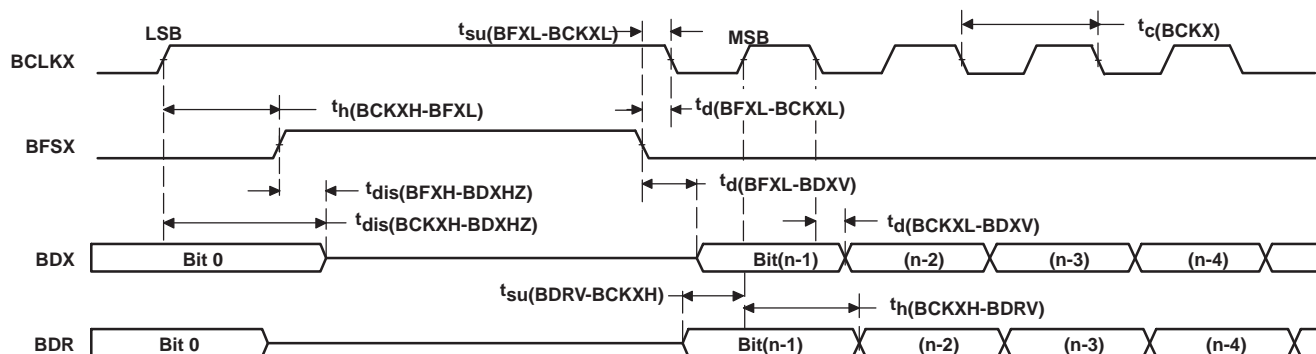 LSB
tsu(BFXL-BCKXL)
MSB
tc(BCKX)
BCLKX
th(BCKXH-BFXL)
td(BFXL-BCKXL)
BFSX
tdis(BFXH-BDXHZ)
td(BFXL-BDXV)
tdis(BCKXH-BDXHZ)
td(BCKXL-BDXV)
BDX Bit 0 Bit(n-1) (n-2) (n-3) (n-4)
tsu(BDRV-BCKXH)
th(BCKXH-BDRV)
BDR Bit 0 Bit(n-1) (n-2) (n-3) (n-4)